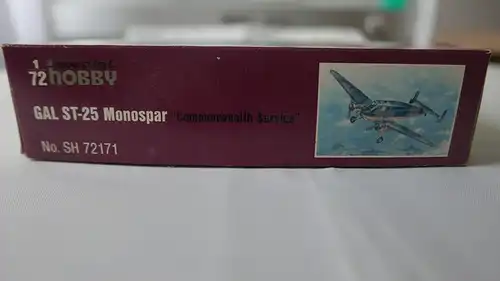 1
72 HOBBY
GAL ST-25 Monospar "Commonwealth Service"
No. SH 72171